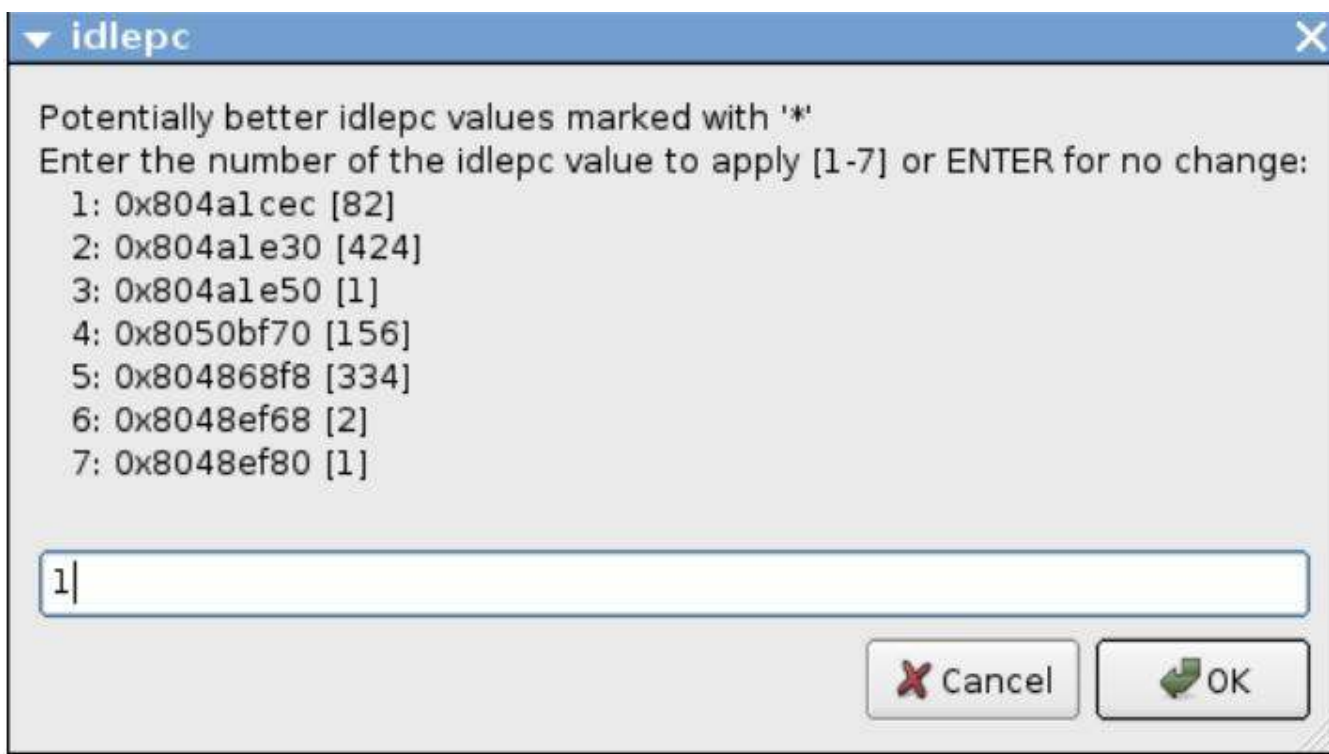 idlepc
Potentially better idlepc values marked with '*'
Enter the number of the idlepc value to apply [1-7] or ENTER for no change:
1: 0x804a1cec [82]
2: 0x804a1e30 [424]
3: 0x804a1e50 [1]
4: 0x8050bf70 [156]
5: 0x804868f8 [334]
6: 0x8048ef68 [2]
7: 0x8048ef80 [1]
1
Cancel OK